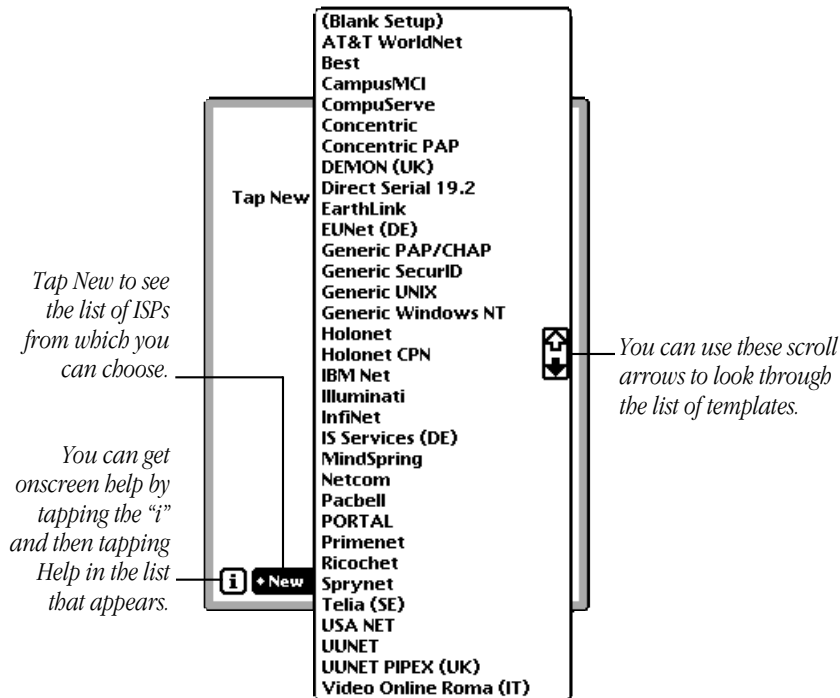 (Blank Setup)
AT&T WorldNet
Best
CampusMCI
CompuServe
Concentric
Concentric PAP
DEMON (UK)
Direct Serial 19.2
EarthLink
EUNet (DE)
Generic PAP/CHAP
Generic SecurID
Generic UNIX
Generic Windows NT
Holonet
Holonet CPN
IBM Net
Illuminati
InfiNet
IS Services (DE)
MindSpring
Netcom
Pacbell
PORTAL
Primenet
Ricochet
Sprynet
Telia (SE)
USA NET
UUNET
UUNET PIPEX (UK)
Video Online Roma (IT)
Tap New
Tap New to see
the list of ISPs
from which you
can choose.
You can get
onscreen help by
tapping the “i”
and then tapping
Help in the list
that appears.
i
New
You can use these scroll
arrows to look through
the list of templates.